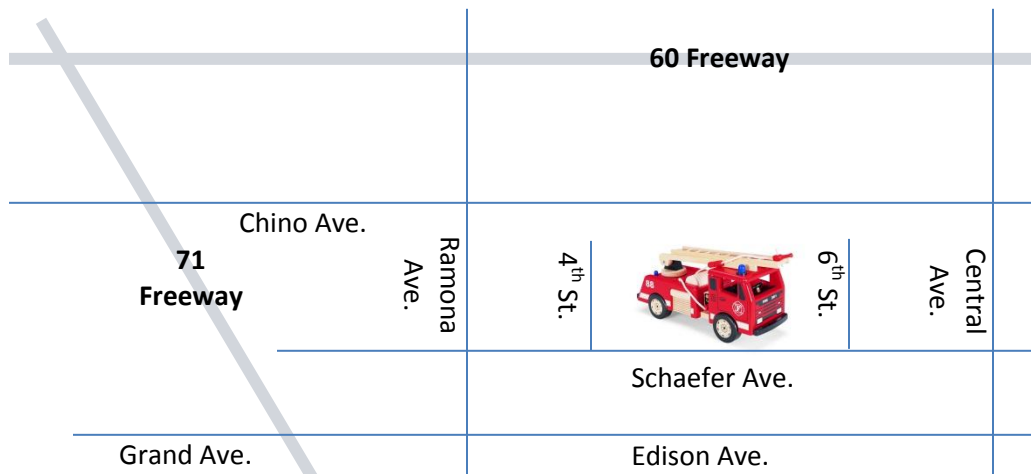 60 Freeway
Chino Ave.
71
Freeway
Ramona
Ave.
4th St.
6th St.
Central
Ave.
88
Schaefer Ave.
Grand Ave.
Edison Ave.